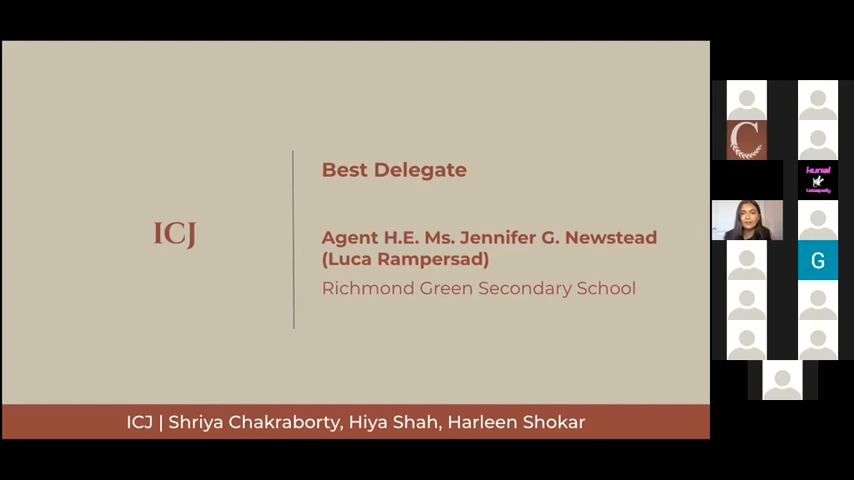 Best Delegate
ICJ
Agent H.E. Ms. Jennifer G. Newstead
(Luca Rampersad)
Richmond Green Secondary School
ICJ | Shriya Chakraborty, Hiya Shah, Harleen Shokar
C
kunal
G